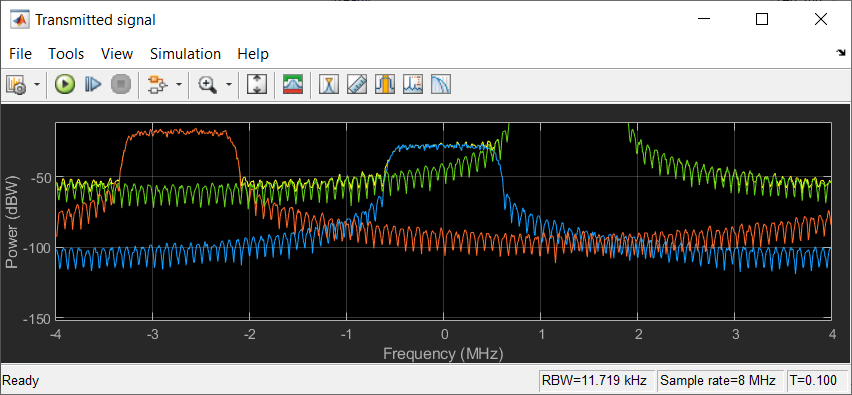 Transmitted signal
File Tools View Simulation Help
Power (dBW)
-50
-100
-150
-4 -3 -2 -1 0 1 2 3 4
Frequency (MHz)
Ready RBW=11.719 kHz Sample rate=8 MHz T=0.100